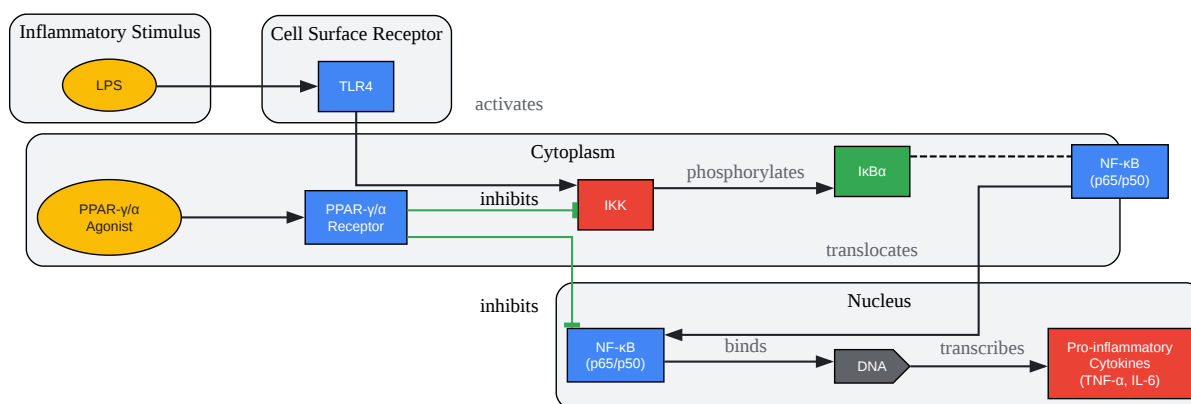 Inflammatory Stimulus
Cell Surface Receptor
LPS
TLR4
activates
Cytoplasm
IκBα
NF-κB
(p65/p50)
phosphorylates
PPAR-γ/α
Agonist
PPAR-γ/α
Receptor
inhibits
IKK
translocates
inhibits
Nucleus
NF-κB
(p65/p50)
binds
DNA
transcribes
Pro-inflammatory
Cytokines
(TNF-α, IL-6)